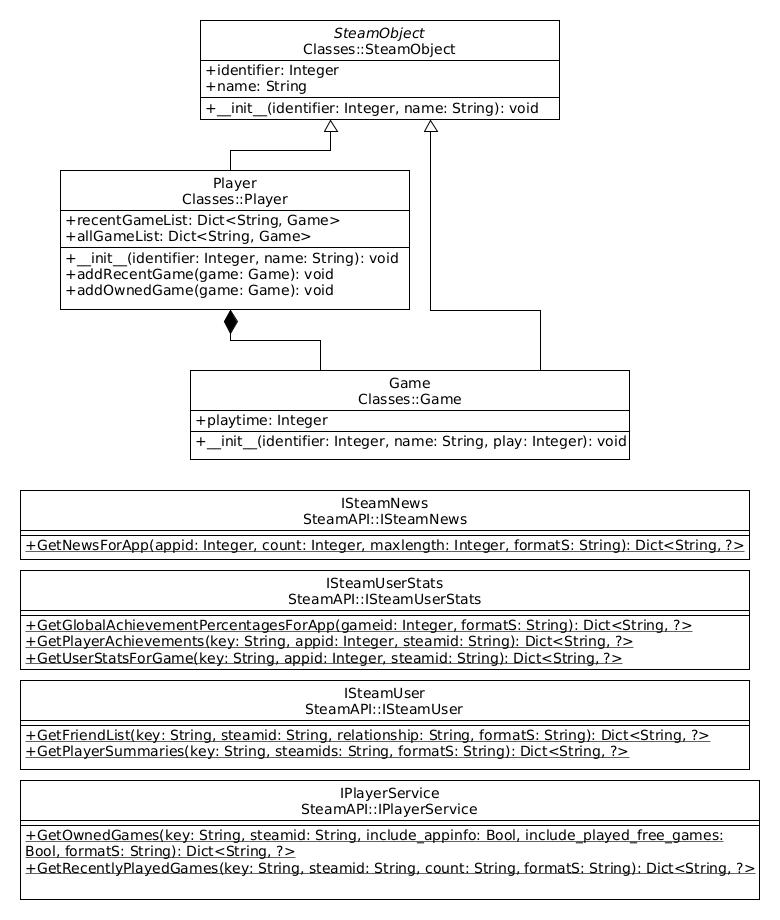 SteamObject
Classes::SteamObject
+identifier: Integer
+name: String
+__init__(identifier: Integer, name: String): void
Player
Classes::Player
+recentGameList: Dict<String, Game>
+allGameList: Dict<String, Game>
+__init__(identifier: Integer, name: String): void
+addRecentGame(game: Game): void
+addOwnedGame(game: Game): void
Game
Classes::Game
+playtime: Integer
+__init__(identifier: Integer, name: String, play: Integer): void
ISteamNews
SteamAPI::ISteamNews
+GetNewsForApp(appid: Integer, count: Integer, maxlength: Integer, formatS: String): Dict<String, ?>
ISteamUserStats
SteamAPI::ISteamUserStats
+GetGlobalAchievementPercentagesForApp(gameid: Integer, formatS: String): Dict<String, ?>
+GetPlayerAchievements(key: String, appid: Integer, steamid: String): Dict<String, ?>
+GetUserStatsForGame(key: String, appid: Integer, steamid: String): Dict<String, ?>
ISteamUser
SteamAPI::ISteamUser
+GetFriendList(key: String, steamid: String, relationship: String, formatS: String): Dict<String, ?>
+GetPlayerSummaries(key: String, steamids: String, formatS: String): Dict<String, ?>
IPlayerService
SteamAPI::IPlayerService
+GetOwnedGames(key: String, steamid: String, include_appinfo: Bool, include_played_free_games:
Bool, formatS: String): Dict<String, ?>
+GetRecentlyPlayedGames(key: String, steamid: String, count: String, formatS: String): Dict<String, ?>